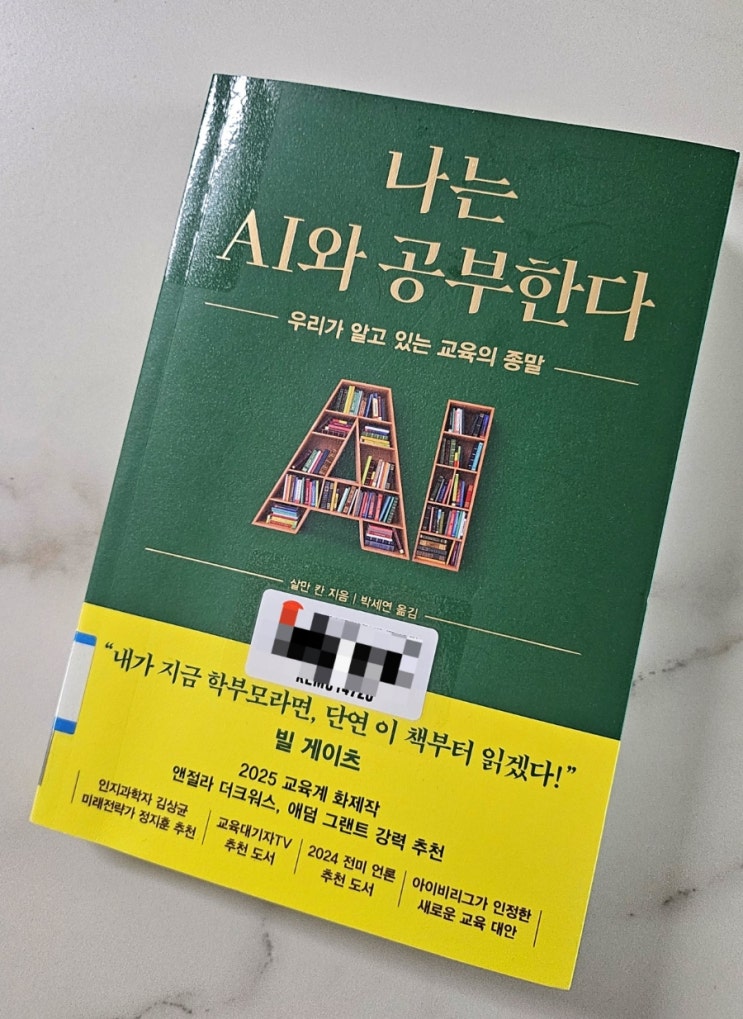 나는
AI와 공부한다
우리가 알고 있는 교육의 종말
AI
살만 칸 지음 | 박세연 옮김
“내가 지금 학부모라면, 단연 이 책부터 읽겠다!”
빌 게이츠
2025 교육계 화제작
앤절라 더크워스, 애덤 그랜트 강력 추천
인지과학자 김상균
미래전략가 정지훈 추천
교육대기자TV
추천 도서
2024 전미 언론
추천 도서
아이비리그가 인정한
새로운 교육 대안